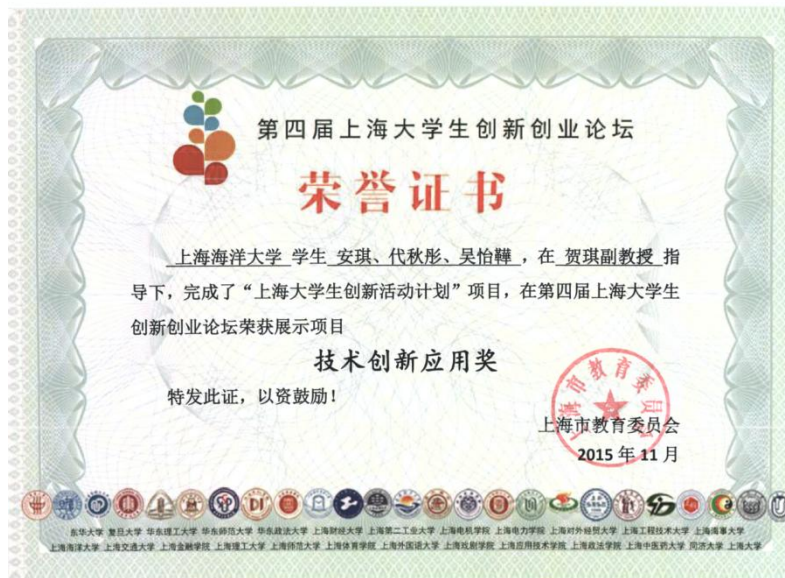 第四届上海大学生创新创业论坛
荣誉证书
上海海洋大学 学生 安琪、代秋彤、吴怡韡，在 贺琪副教授 指
导下，完成了“上海大学生创新活动计划”项目，在第四届上海大学生
创新创业论坛荣获展示项目
技术创新应用奖
特发此证，以资鼓励！
上海市教育委员会
上海市教育委员会
2015 年 11 月
东华大学 复旦大学 华东理工大学 华东师范大学 华东政法大学 上海财经大学 上海第二工业大学 上海电机学院 上海电力学院 上海对外经贸大学 上海工程技术大学 上海海事大学
上海海洋大学 上海交通大学 上海金融学院 上海理工大学 上海师范大学 上海体育学院 上海外国语大学 上海戏剧学院 上海应用技术学院 上海政法学院 上海中医药大学 同济大学 上海大学